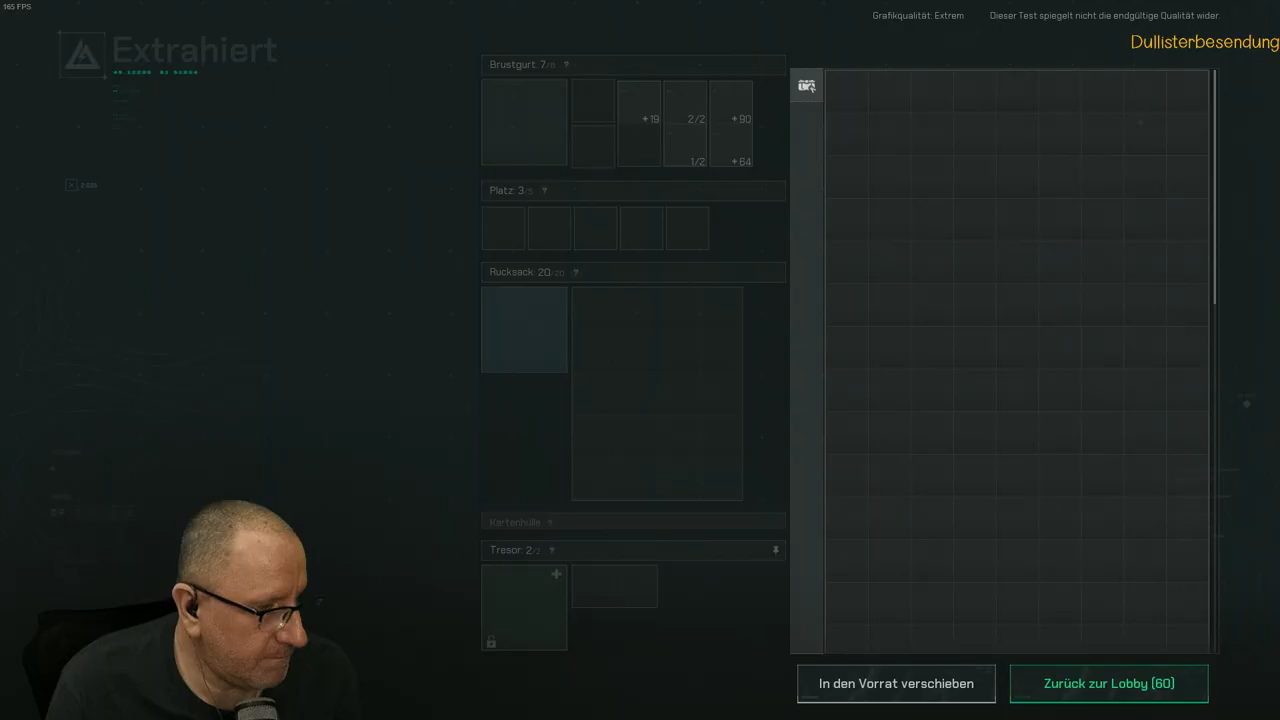 165 FPS
Grafikqualität: Extrem
Dieser Test spiegelt nicht die endgültige Qualität wider.
Dullisterbesendung
Extrahiert
Brustgurt: 7/8 ?
+19
2/2
+90
1/2
+64
Platz: 3/5 ?
Rucksack: 20/20 ?
Kartenhülle ?
Tresor: 2/2 ?
In den Vorrat verschieben
Zurück zur Lobby (60)